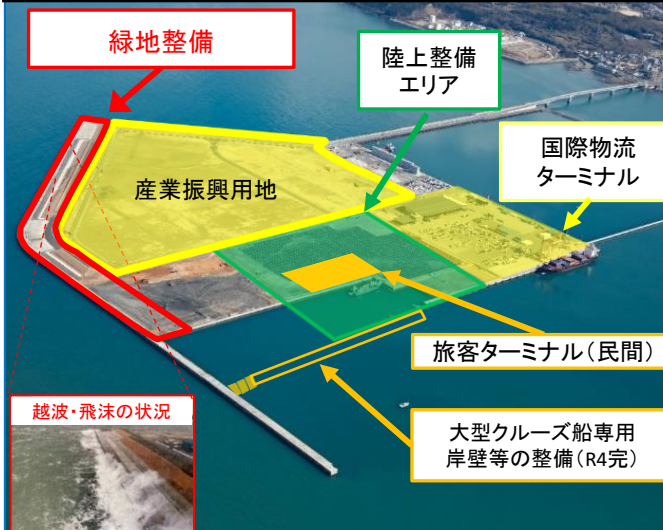 緑地整備
陸上整備
エリア
国際物流
ターミナル
産業振興用地
旅客ターミナル(民間)
大型クルーズ船専用
岸壁等の整備(R4完)
越波・飛沫の状況